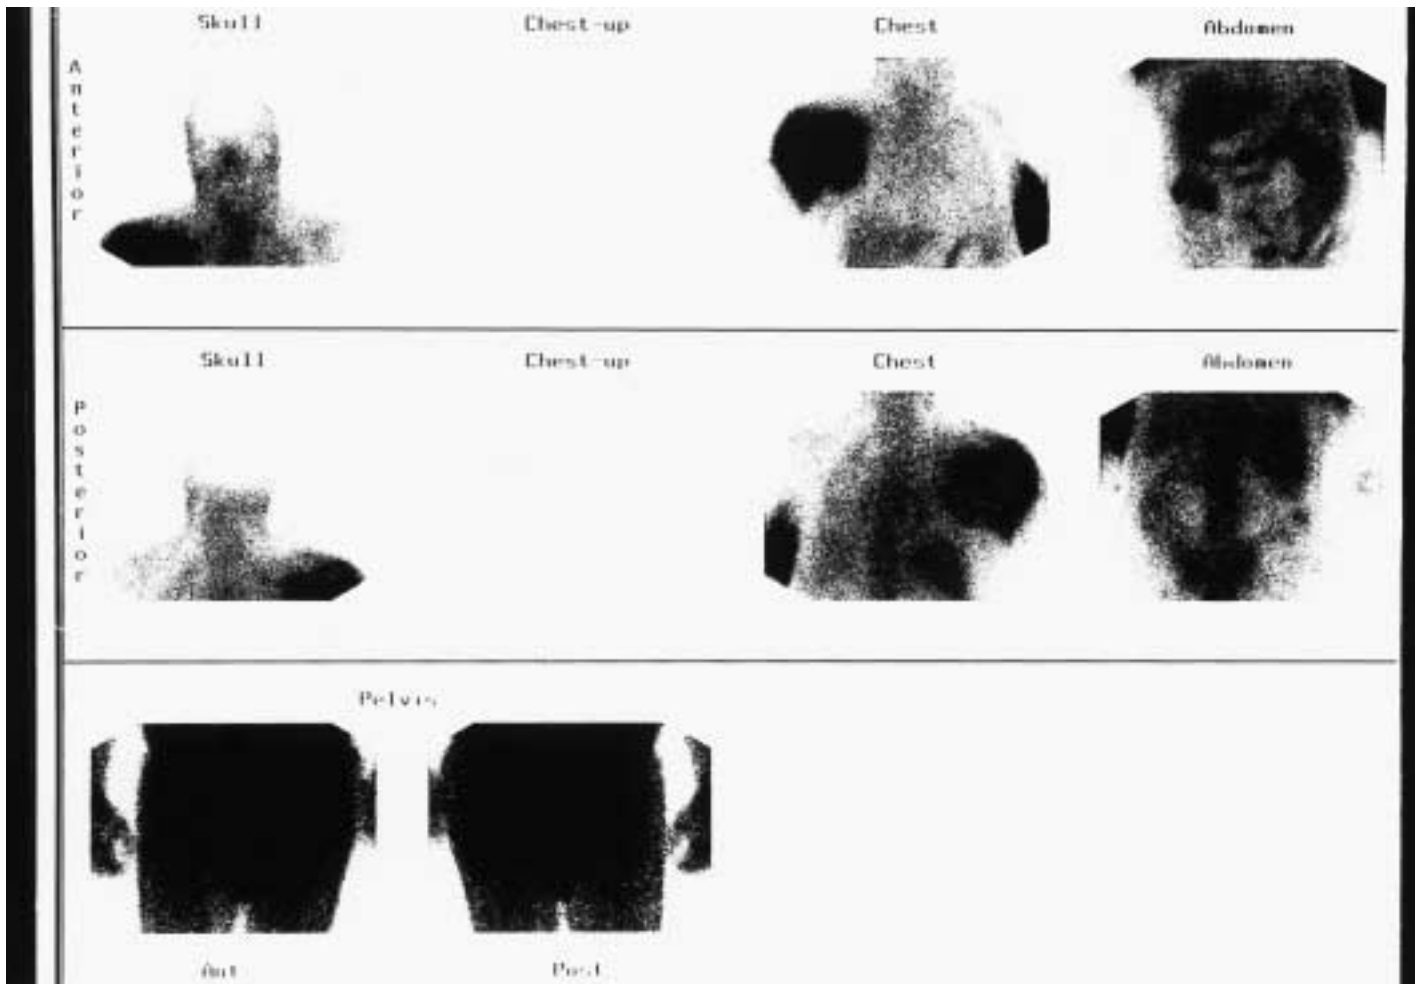 Skull Chest-up Chest Abdomen
Anterior
Skull Chest-up Chest Abdomen
Posterior
Pelvis
Ant Post